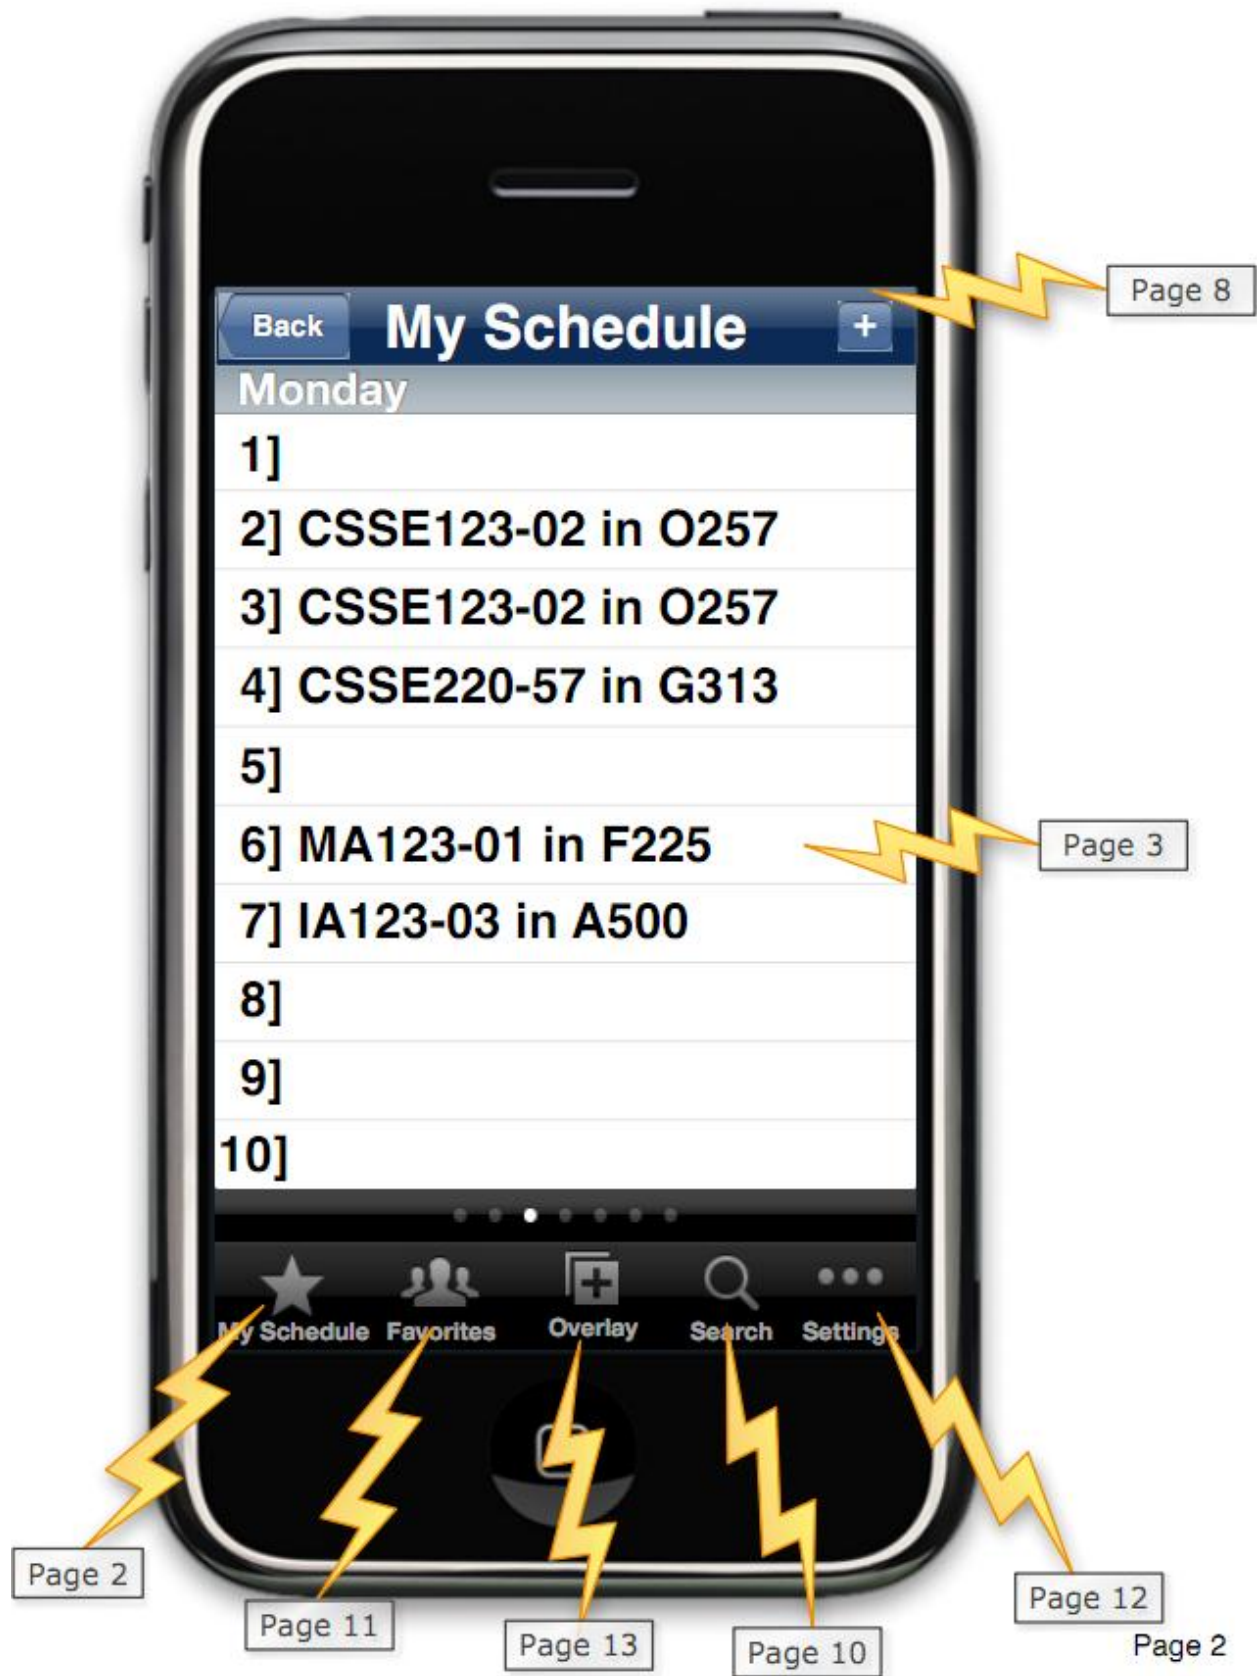 Page 8
Back My Schedule +
Monday
1]
2] CSSE123-02 in O257
3] CSSE123-02 in O257
4] CSSE220-57 in G313
5]
6] MA123-01 in F225
Page 3
7] IA123-03 in A500
8]
9]
10]
My Schedule Favorites Overlay Search Settings
Page 2
Page 11
Page 13
Page 10
Page 12
Page 2